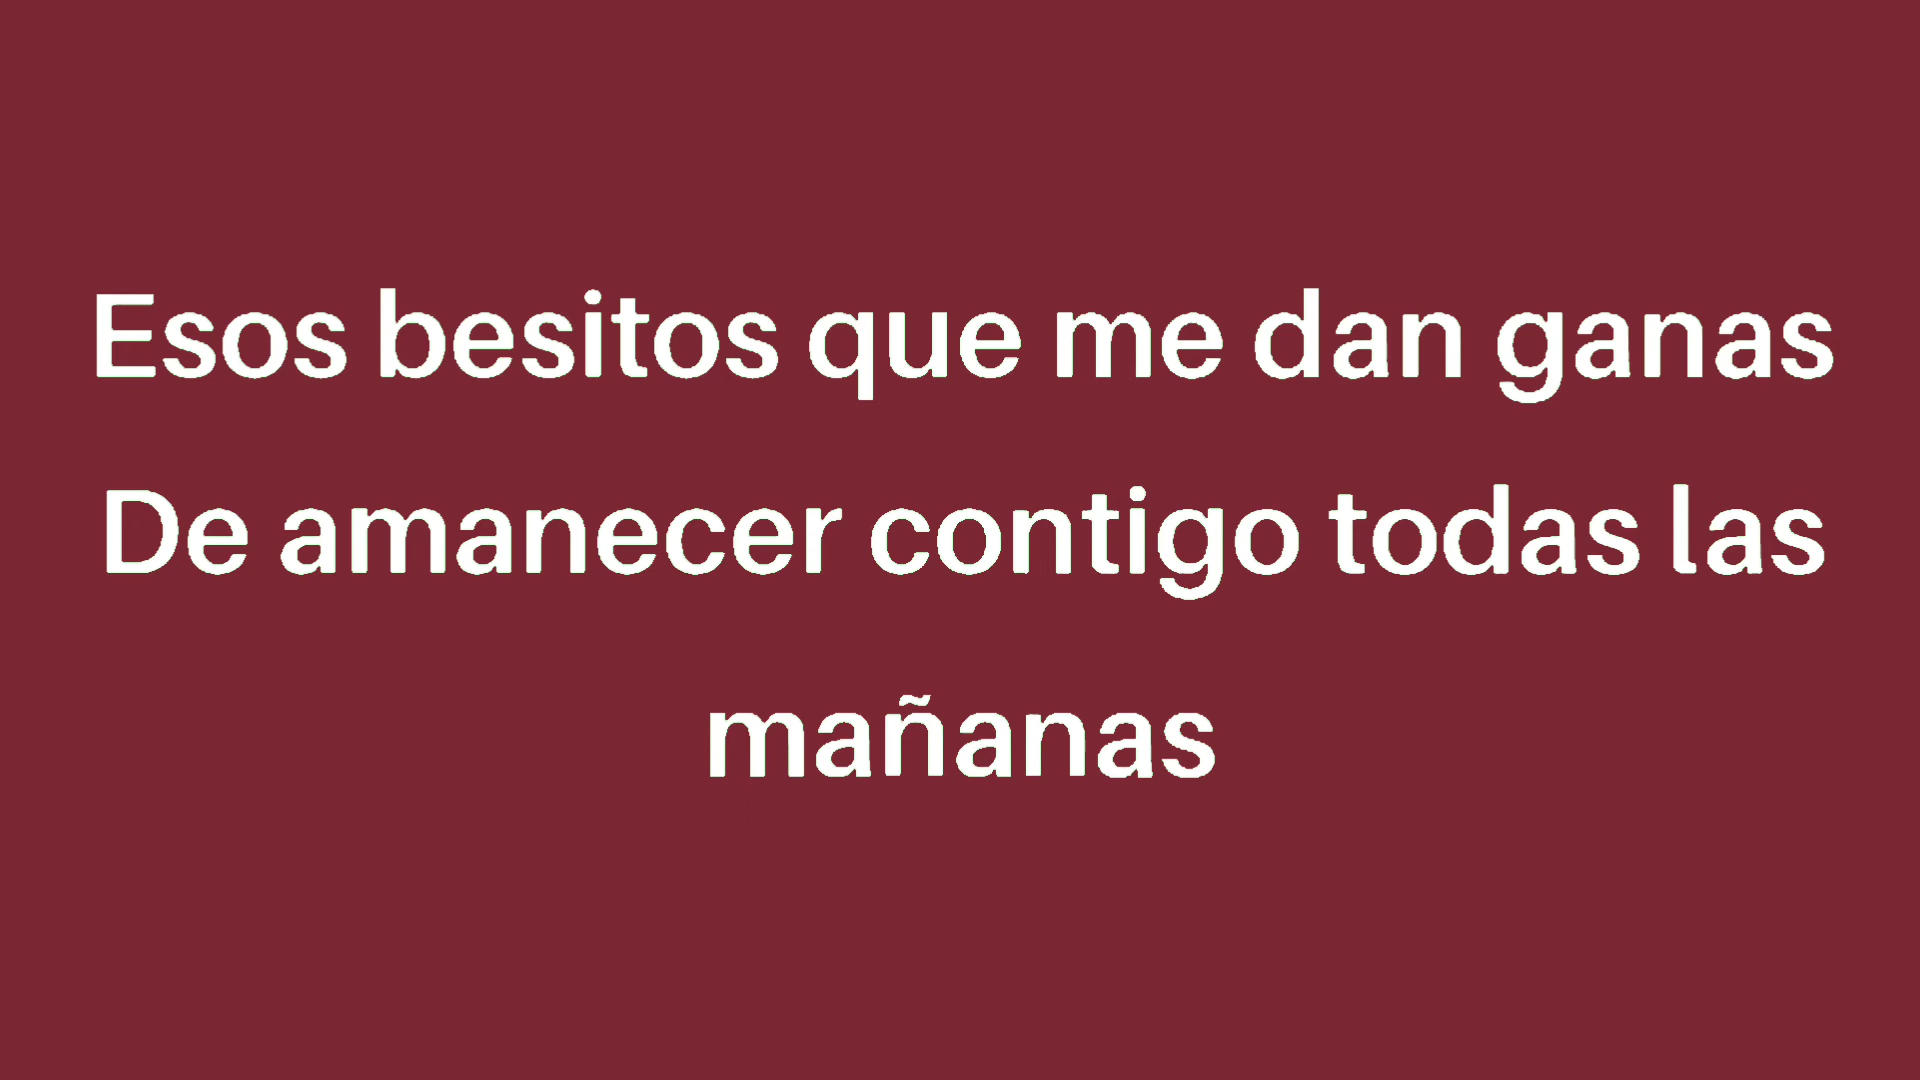 Esos besitos que me dan ganas
De amanecer contigo todas las
mañanas